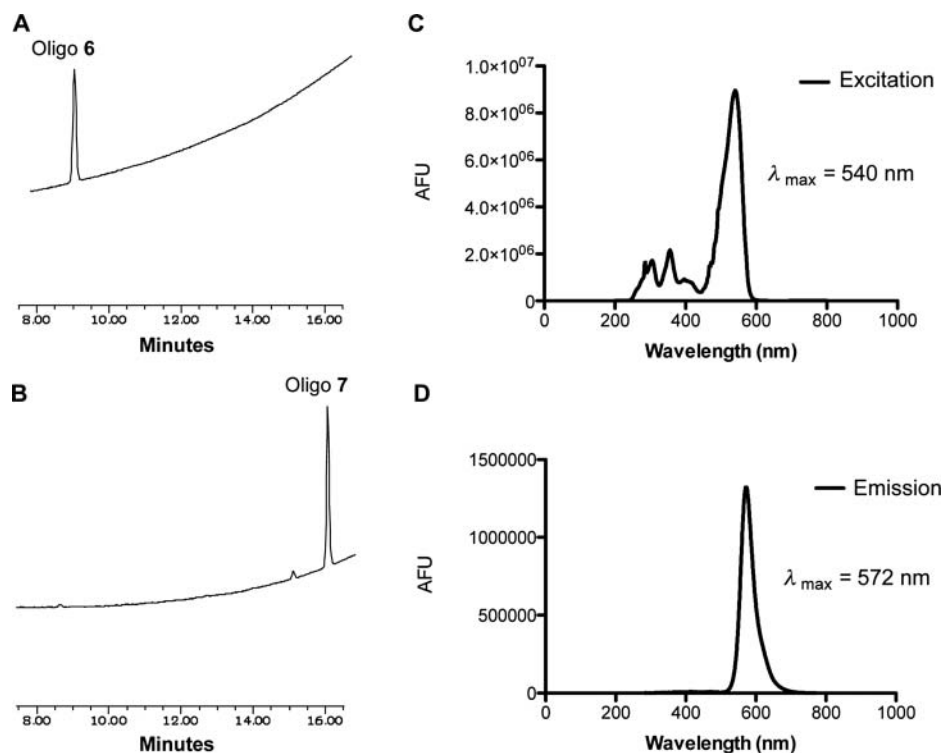 A
Oligo 6
8.00 10.00 12.00 14.00 16.00
Minutes
B
Oligo 7
8.00 10.00 12.00 14.00 16.00
Minutes
C
1.0×10⁰⁷
8.0×10⁰⁶
6.0×10⁰⁶
4.0×10⁰⁶
2.0×10⁰⁶
0
AFU
Excitation
λ max = 540 nm
0 200 400 600 800 1000
Wavelength (nm)
D
1500000
1000000
500000
0
AFU
Emission
λ max = 572 nm
0 200 400 600 800 1000
Wavelength (nm)